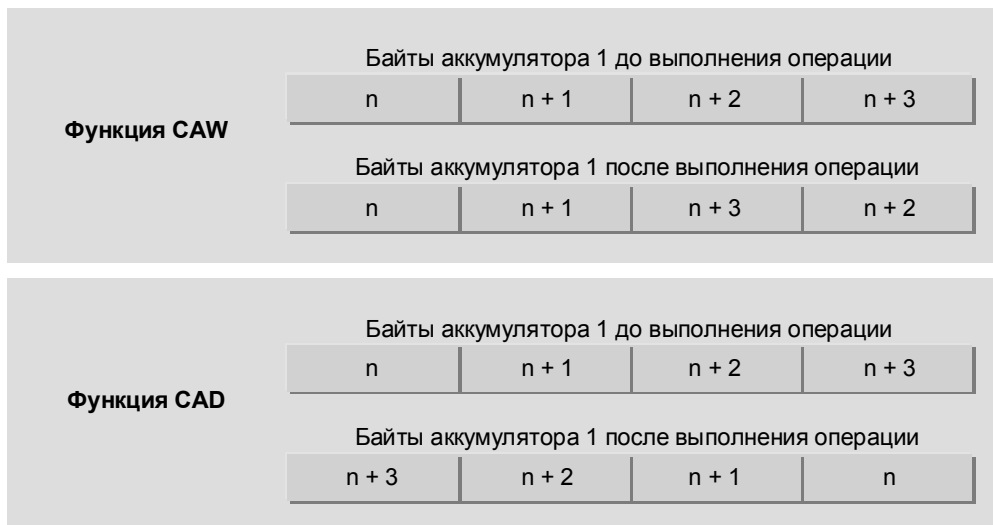 Байты аккумулятора 1 до выполнения операции
n n + 1 n + 2 n + 3
Функция CAW
Байты аккумулятора 1 после выполнения операции
n n + 1 n + 3 n + 2
Байты аккумулятора 1 до выполнения операции
n n + 1 n + 2 n + 3
Функция CAD
Байты аккумулятора 1 после выполнения операции
n + 3 n + 2 n + 1 n